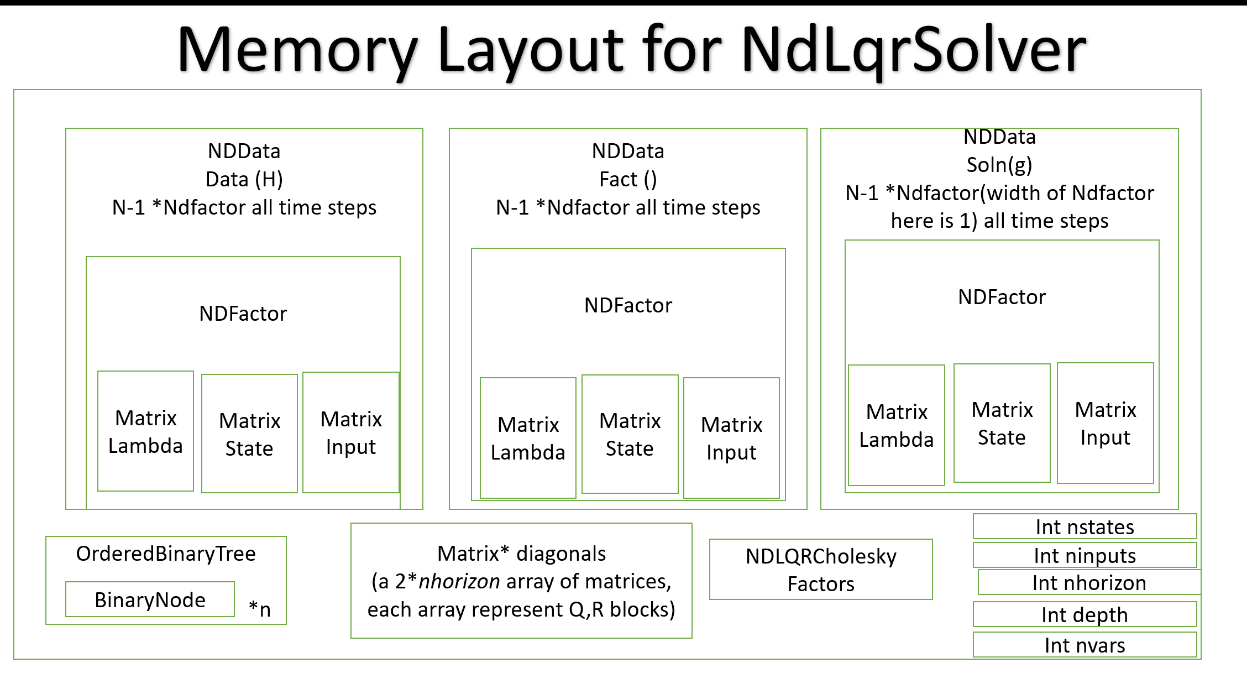 Memory Layout for NdLqrSolver
NDData
Data (H)
N-1 *Ndfactor all time steps
NDFactor
Matrix
Lambda
Matrix
State
Matrix
Input
NDData
Fact ()
N-1 *Ndfactor all time steps
NDFactor
Matrix
Lambda
Matrix
State
Matrix
Input
NDData
Soln(g)
N-1 *Ndfactor(width of Ndfactor
here is 1) all time steps
NDFactor
Matrix
Lambda
Matrix
State
Matrix
Input
OrderedBinaryTree
BinaryNode
*n
Matrix* diagonals
(a 2*nhorizon array of matrices,
each array represent Q,R blocks)
NDLQRCholesky
Factors
Int nstates
Int ninputs
Int nhorizon
Int depth
Int nvars